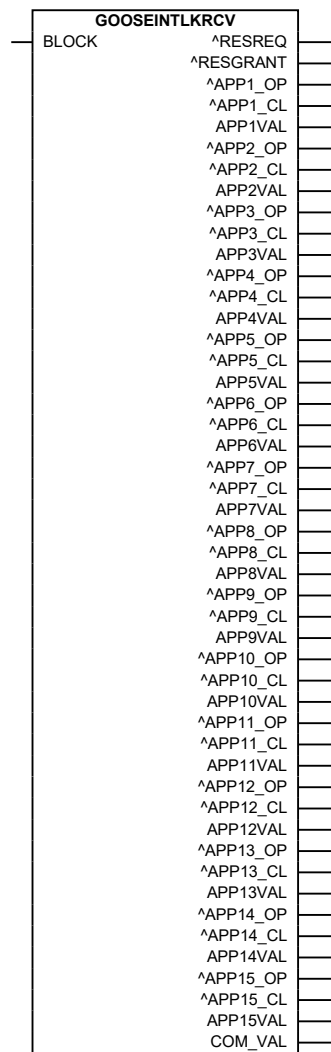 GOOSEINTLKRCV
BLOCK ^RESREQ
^RESGRANT
^APP1_OP
^APP1_CL
APP1VAL
^APP2_OP
^APP2_CL
APP2VAL
^APP3_OP
^APP3_CL
APP3VAL
^APP4_OP
^APP4_CL
APP4VAL
^APP5_OP
^APP5_CL
APP5VAL
^APP6_OP
^APP6_CL
APP6VAL
^APP7_OP
^APP7_CL
APP7VAL
^APP8_OP
^APP8_CL
APP8VAL
^APP9_OP
^APP9_CL
APP9VAL
^APP10_OP
^APP10_CL
APP10VAL
^APP11_OP
^APP11_CL
APP11VAL
^APP12_OP
^APP12_CL
APP12VAL
^APP13_OP
^APP13_CL
APP13VAL
^APP14_OP
^APP14_CL
APP14VAL
^APP15_OP
^APP15_CL
APP15VAL
COM_VAL